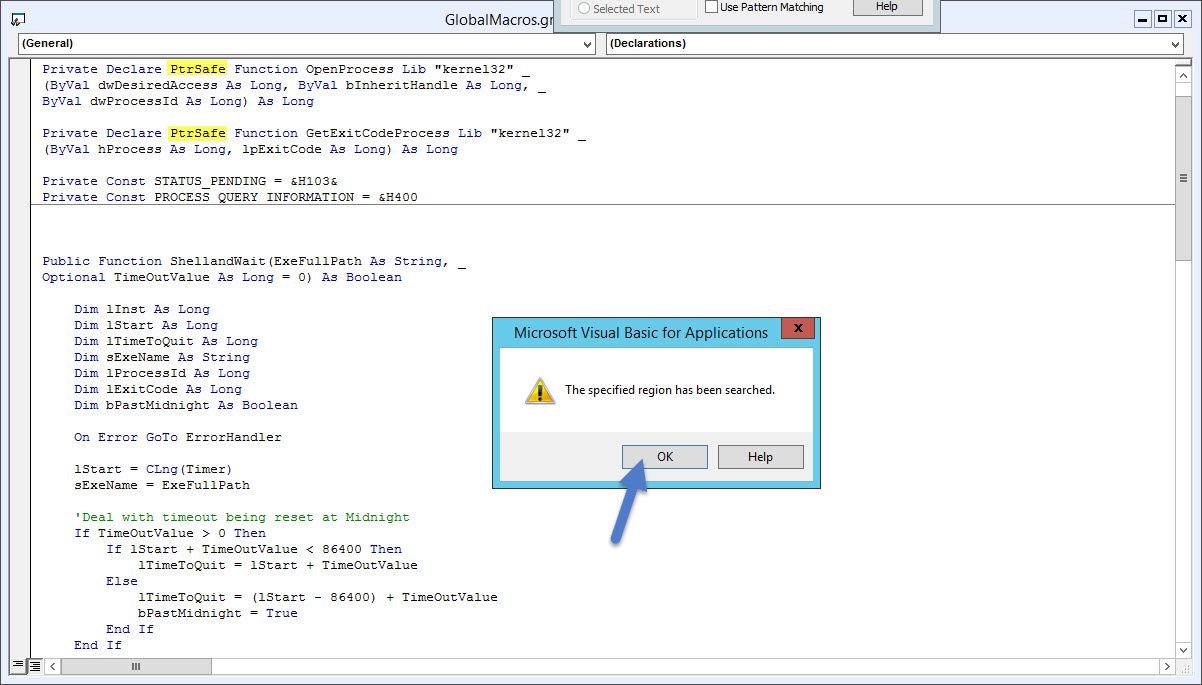 GlobalMacros.gr
Selected Text
Use Pattern Matching
Help
(General)
(Declarations)
Private Declare PtrSafe Function OpenProcess Lib "kernel32" _
(ByVal dwDesiredAccess As Long, ByVal bInheritHandle As Long, _
ByVal dwProcessId As Long) As Long
Private Declare PtrSafe Function GetExitCodeProcess Lib "kernel32" _
(ByVal hProcess As Long, lpExitCode As Long) As Long
Private Const STATUS_PENDING = &H103&
Private Const PROCESS_QUERY_INFORMATION = &H400
Public Function ShellandWait(ExeFullPath As String, _
Optional TimeOutValue As Long = 0) As Boolean
Dim lInst As Long
Dim lStart As Long
Dim lTimeToQuit As Long
Dim sExeName As String
Dim lProcessId As Long
Dim lExitCode As Long
Dim bPastMidnight As Boolean
On Error GoTo ErrorHandler
lStart = CLng(Timer)
sExeName = ExeFullPath
'Deal with timeout being reset at Midnight
If TimeOutValue > 0 Then
If lStart + TimeOutValue < 86400 Then
lTimeToQuit = lStart + TimeOutValue
Else
lTimeToQuit = (lStart - 86400) + TimeOutValue
bPastMidnight = True
End If
End If
Microsoft Visual Basic for Applications
The specified region has been searched.
OK
Help